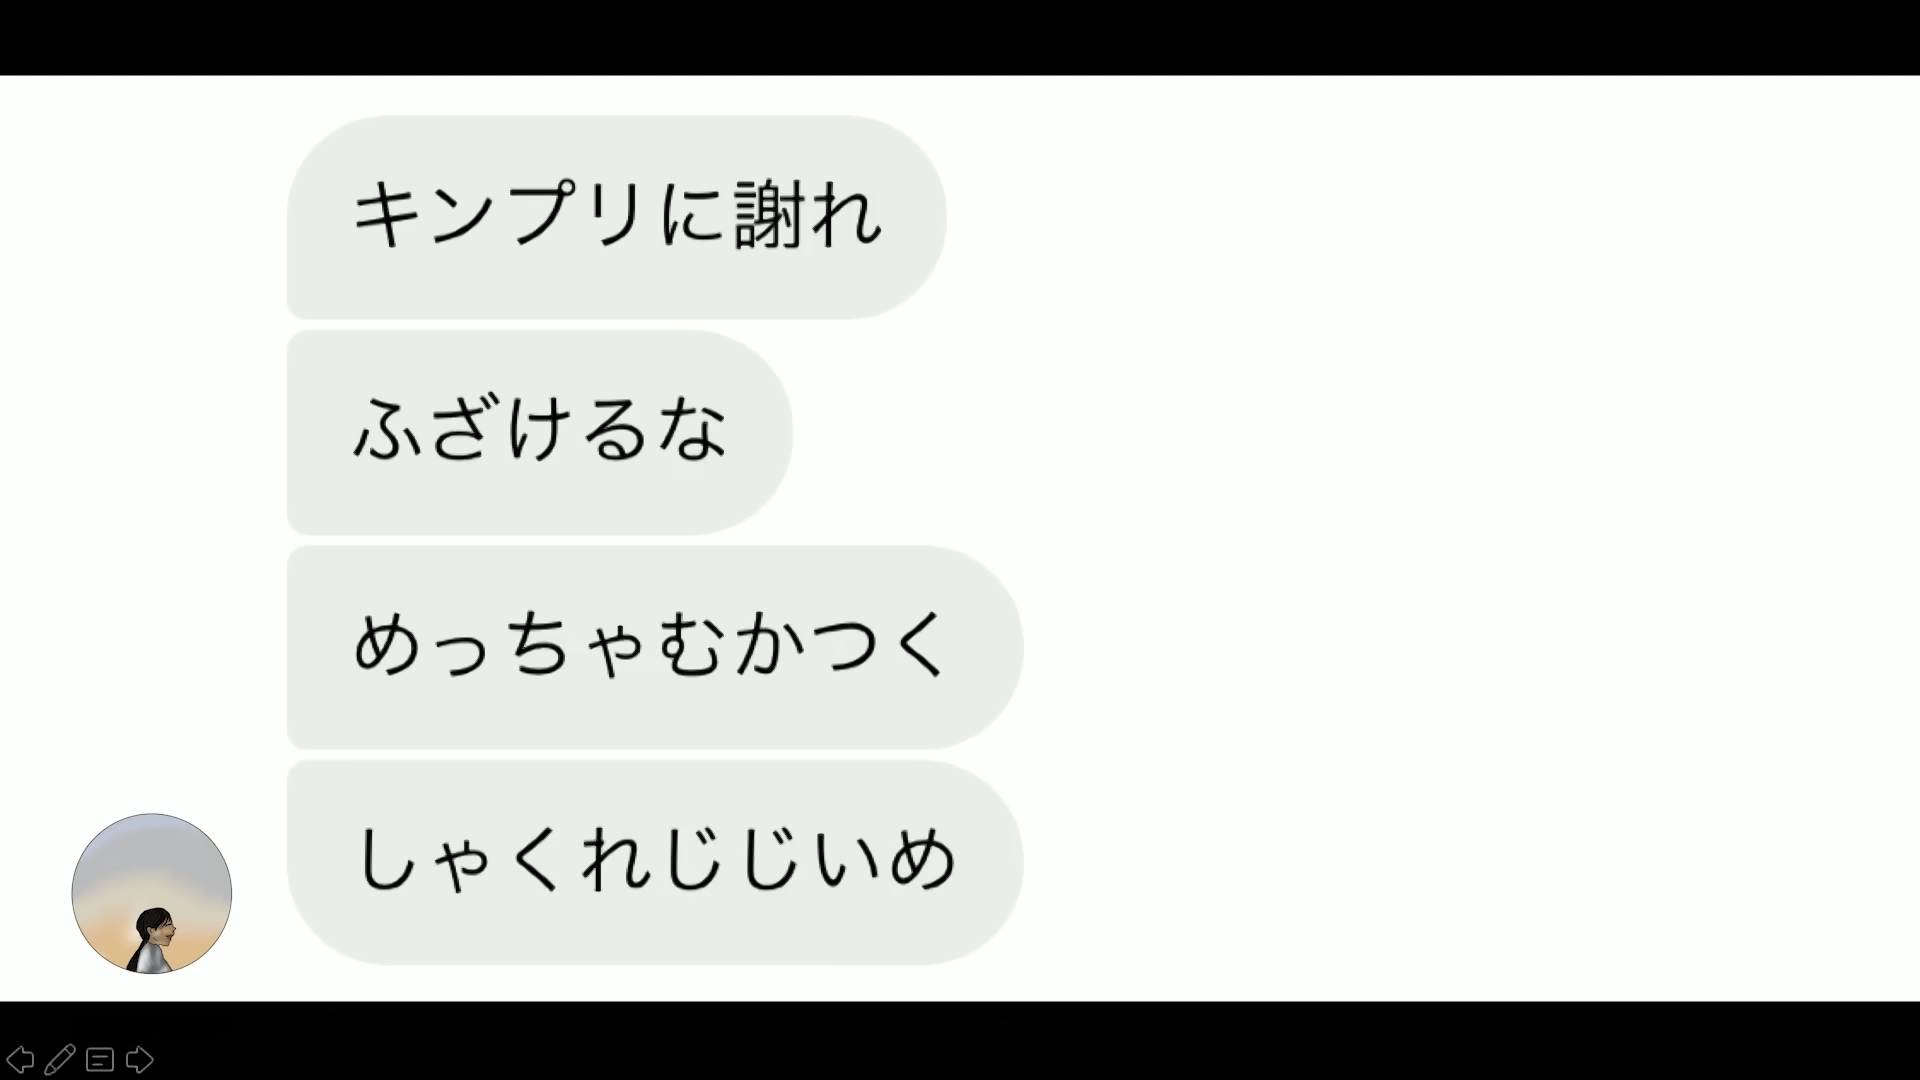 キンプリに謝れ
ふざけるな
めっちゃむかつく
しゃくれじじいめ